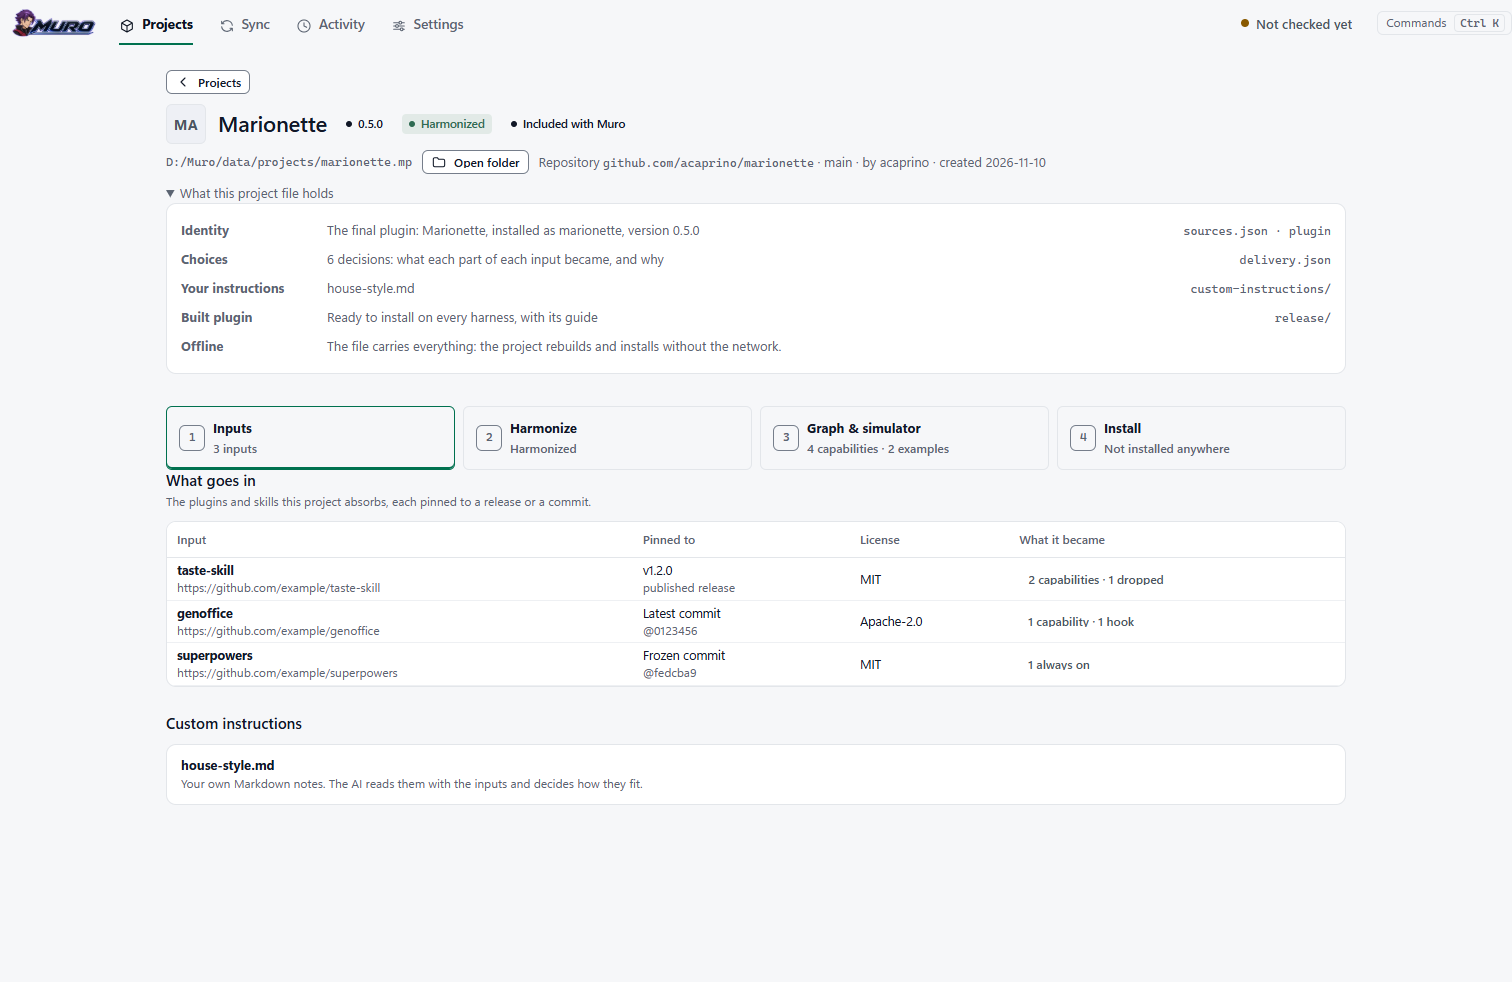 MURO
Projects
Sync
Activity
Settings
Not checked yet
Commands Ctrl K
Projects
MA
Marionette
0.5.0
Harmonized
Included with Muro
D:/Muro/data/projects/marionette.mp
Open folder
Repository github.com/acaprino/marionette · main · by acaprino · created 2026-11-10
▼ What this project file holds
Identity The final plugin: Marionette, installed as marionette, version 0.5.0 sources.json · plugin
Choices 6 decisions: what each part of each input became, and why delivery.json
Your instructions house-style.md custom-instructions/
Built plugin Ready to install on every harness, with its guide release/
Offline The file carries everything: the project rebuilds and installs without the network.
1 Inputs
3 inputs
2 Harmonize
Harmonized
3 Graph & simulator
4 capabilities · 2 examples
4 Install
Not installed anywhere
What goes in
The plugins and skills this project absorbs, each pinned to a release or a commit.
Input Pinned to License What it became
taste-skill v1.2.0 MIT 2 capabilities · 1 dropped
https://github.com/example/taste-skill published release
genoffice Latest commit Apache-2.0 1 capability · 1 hook
https://github.com/example/genoffice @0123456
superpowers Frozen commit MIT 1 always on
https://github.com/example/superpowers @fedcba9
Custom instructions
house-style.md
Your own Markdown notes. The AI reads them with the inputs and decides how they fit.